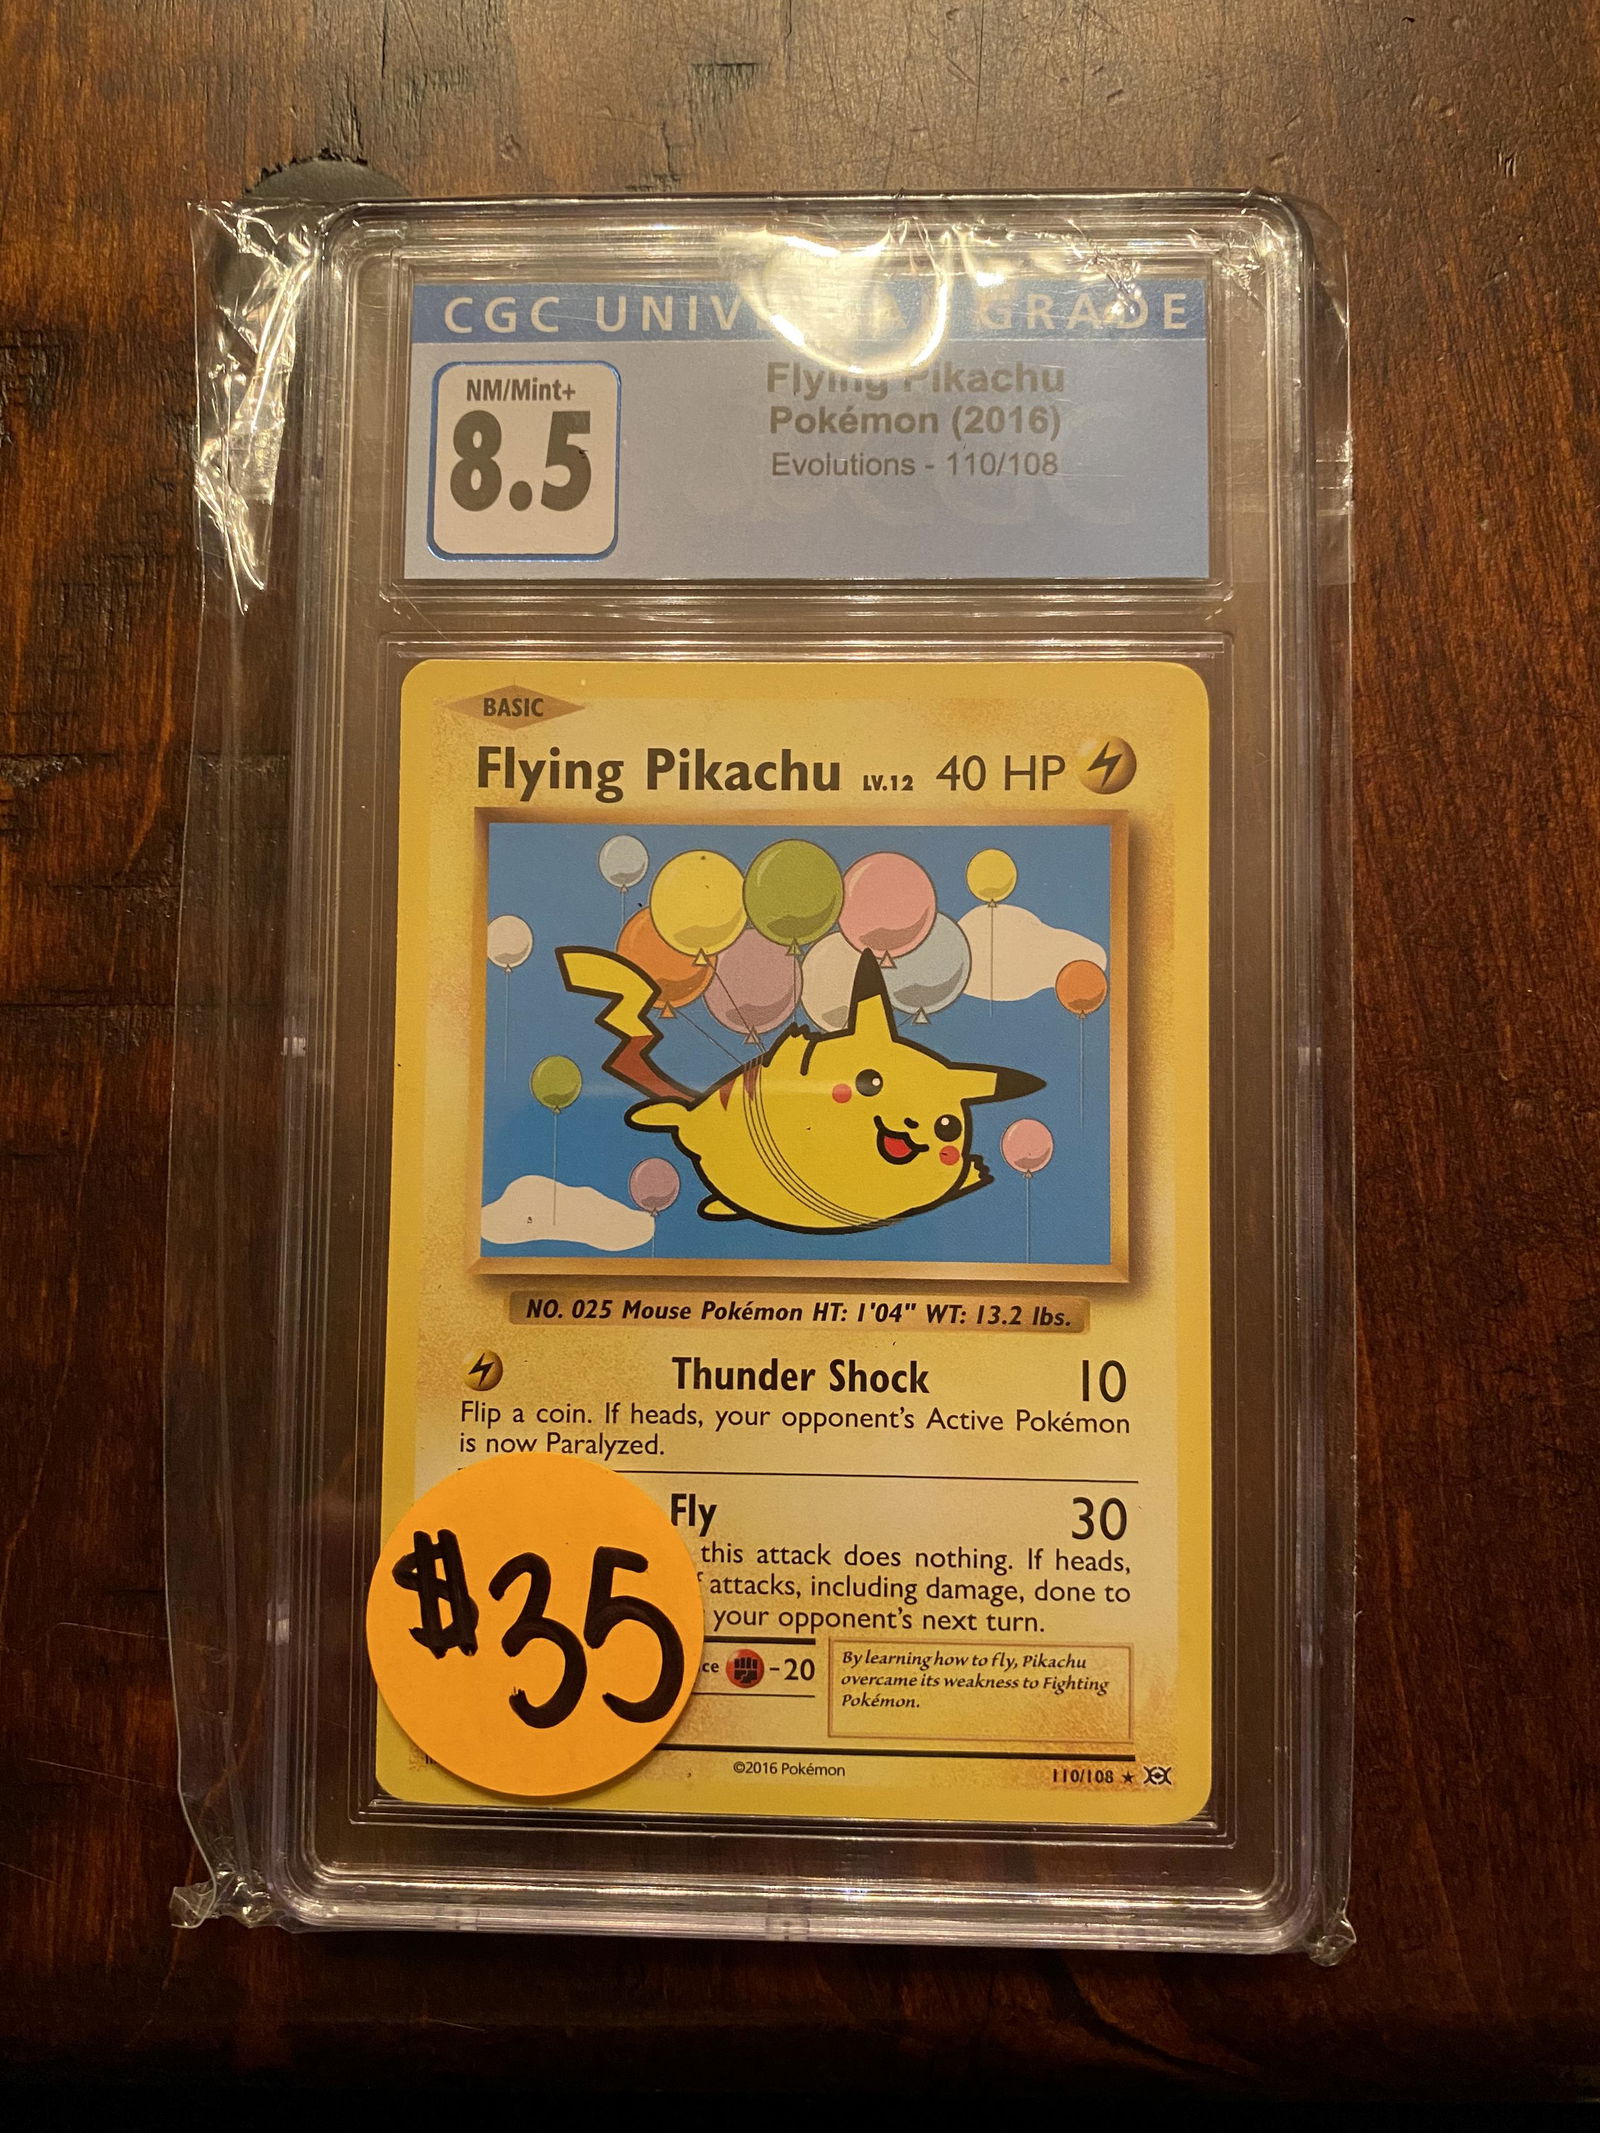 CGC UNIVERSAL GRADE
NM/Mint+
8.5
Flying Pikachu
Pokémon (2016)
Evolutions - 110/108
BASIC
Flying Pikachu LV.12 40 HP
NO. 025 Mouse Pokémon HT: 1'04" WT: 13.2 lbs.
Thunder Shock 10
Flip a coin. If heads, your opponent's Active Pokémon
is now Paralyzed.
Fly 30
this attack does nothing. If heads,
attacks, including damage, done to
your opponent's next turn.
$35
ce -20
By learning how to fly, Pikachu
overcame its weakness to Fighting
Pokémon.
©2016 Pokémon
110/108 ★